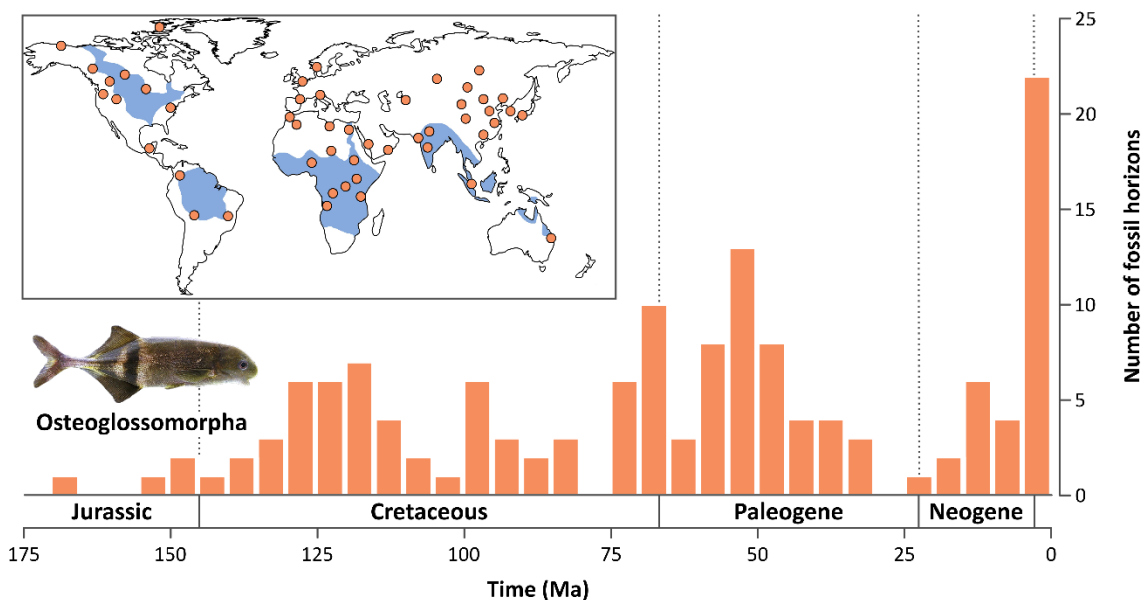 25
20
15
10
5
0
Number of fossil horizons
Osteoglossomorpha
Jurassic
Cretaceous
Paleogene
Neogene
175
150
125
100
75
50
25
0
Time (Ma)